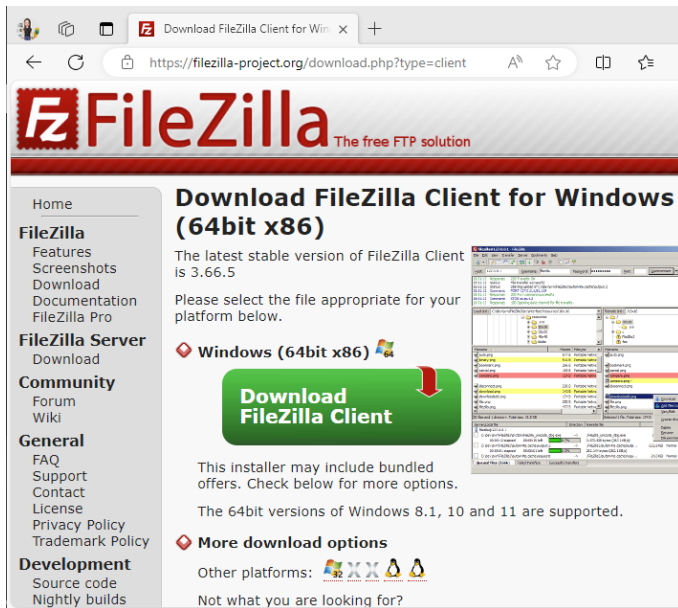 Download FileZilla Client for Win
https://filezilla-project.org/download.php?type=client
FileZilla The free FTP solution
Home
FileZilla
Features
Screenshots
Download
Documentation
FileZilla Pro
FileZilla Server
Download
Community
Forum
Wiki
General
FAQ
Support
Contact
License
Privacy Policy
Trademark Policy
Development
Source code
Nightly builds
Download FileZilla Client for Windows
(64bit x86)
The latest stable version of FileZilla Client
is 3.66.5
Please select the file appropriate for your
platform below.
Windows (64bit x86)
64
Download
FileZilla Client
This installer may include bundled
offers. Check below for more options.
The 64bit versions of Windows 8.1, 10 and 11 are supported.
More download options
Other platforms:
32
Not what you are looking for?